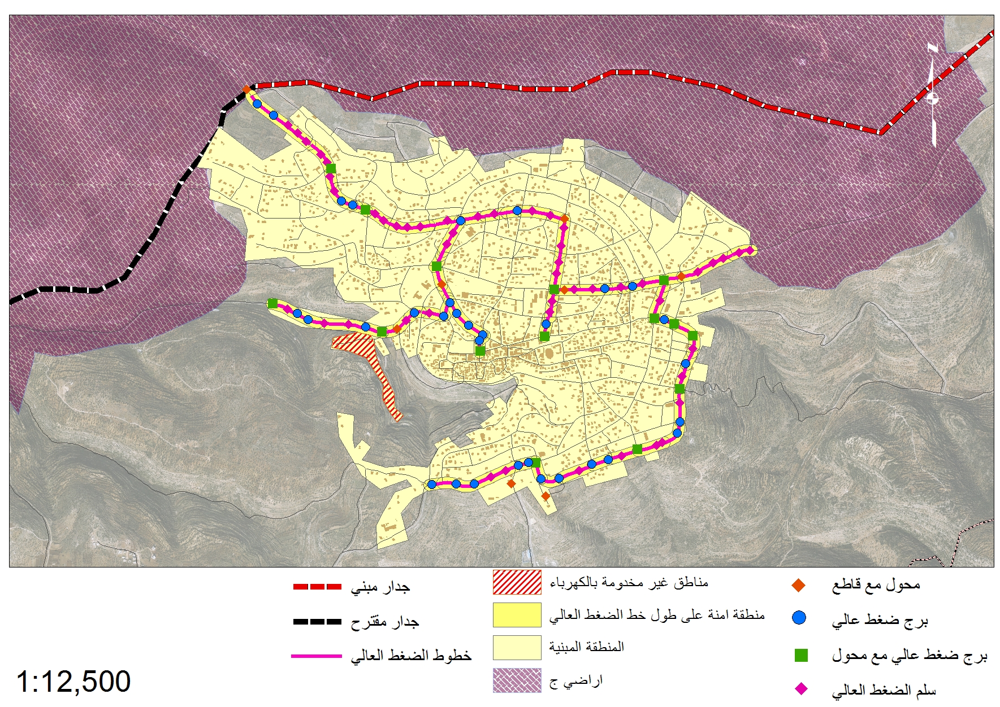 محول مع قاطع
برج ضغط عالي
برج ضغط عالي مع محول
سلم الضغط العالي
مناطق غير مخدومة بالكهرباء
منطقة امنة على طول خط الضغط العالي
المنطقة المبنية
اراضي ج
جدار مبني
جدار مقترح
خطوط الضغط العالي
1:12,500